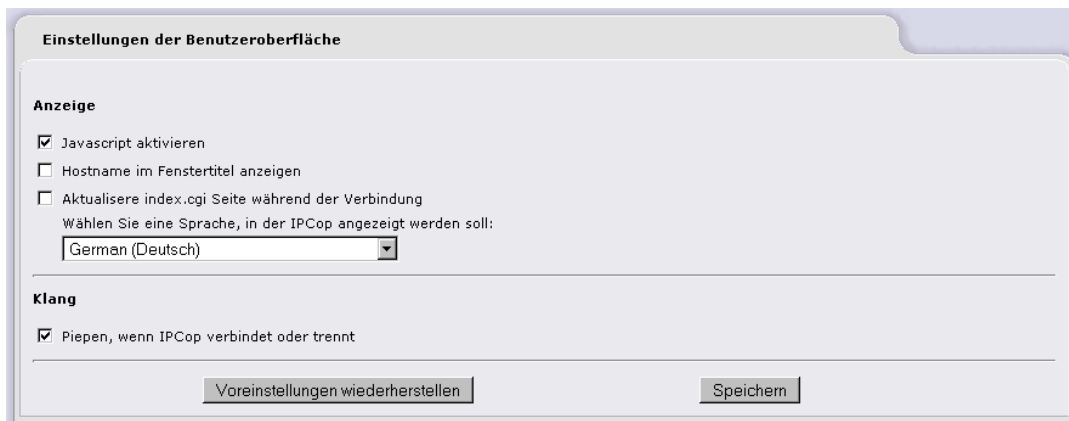 Einstellungen der Benutzeroberfläche
Anzeige
Javascript aktivieren
Hostname im Fenstertitel anzeigen
Aktualisere index.cgi Seite während der Verbindung
Wählen Sie eine Sprache, in der IPCop angezeigt werden soll:
German (Deutsch)
Klang
Piepen, wenn IPCop verbindet oder trennt
Voreinstellungen wiederherstellen
Speichern